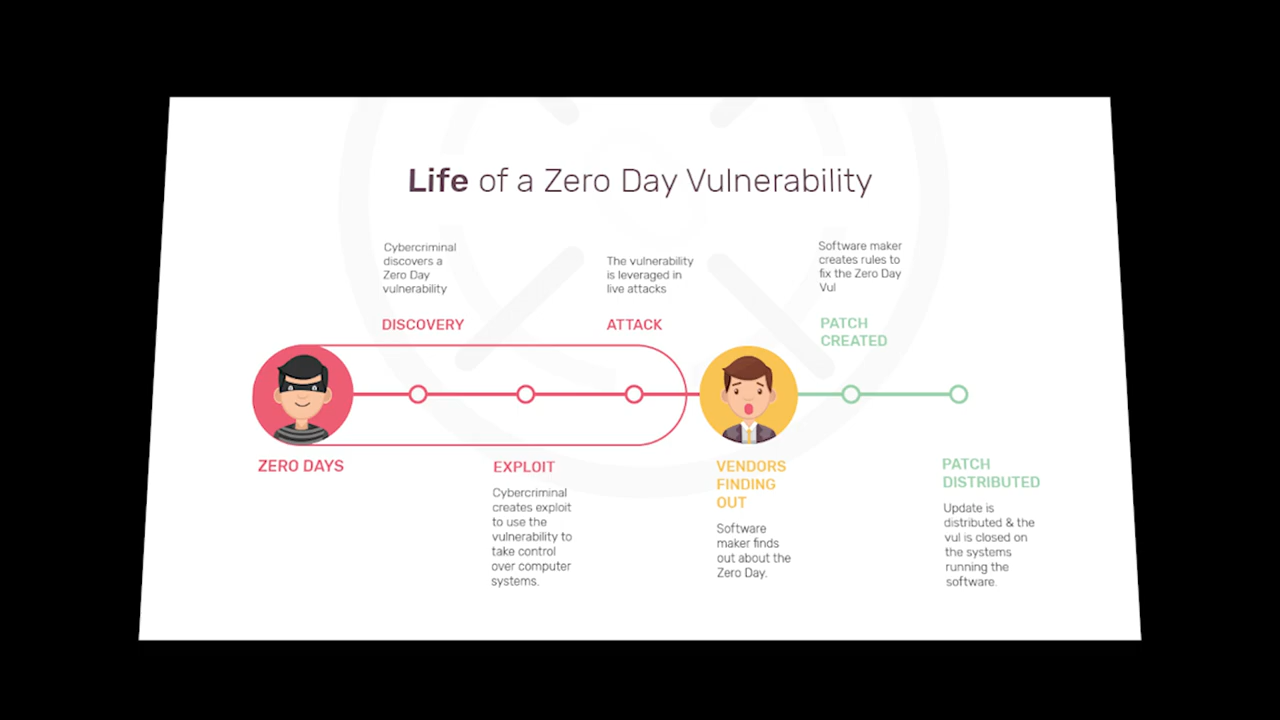 Life of a Zero Day Vulnerability
Cybercriminal
discovers a
Zero Day
vulnerability
DISCOVERY
The vulnerability
is leveraged in
live attacks
ATTACK
Software maker
creates rules to
fix the Zero Day
Vul
PATCH
CREATED
ZERO DAYS
EXPLOIT
Cybercriminal
creates exploit
to use the
vulnerability to
take control
over computer
systems.
VENDORS
FINDING
OUT
Software
maker finds
out about the
Zero Day.
PATCH
DISTRIBUTED
Update is
distributed & the
vul is closed on
the systems
running the
software.